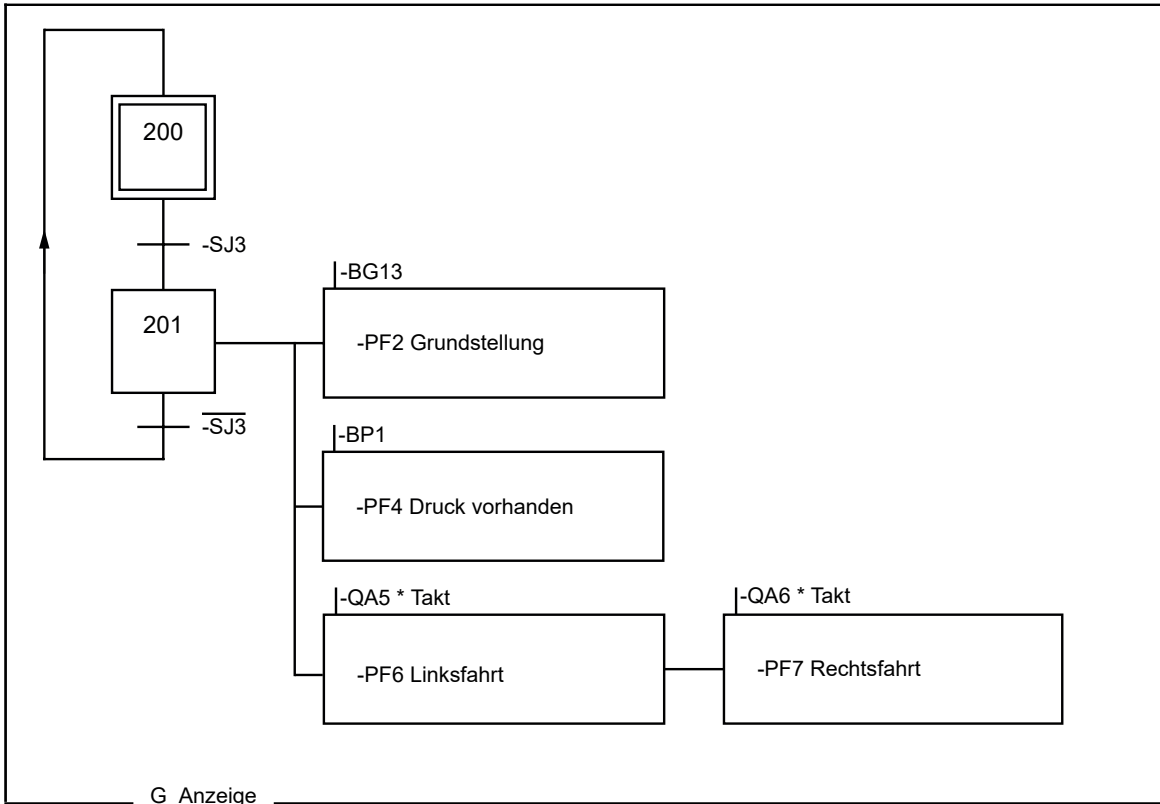 200
-SJ3
201
-BG13
-PF2 Grundstellung
-SJ3
-BP1
-PF4 Druck vorhanden
-QA5 * Takt
-QA6 * Takt
-PF6 Linksfahrt
-PF7 Rechtsfahrt
G_Anzeige